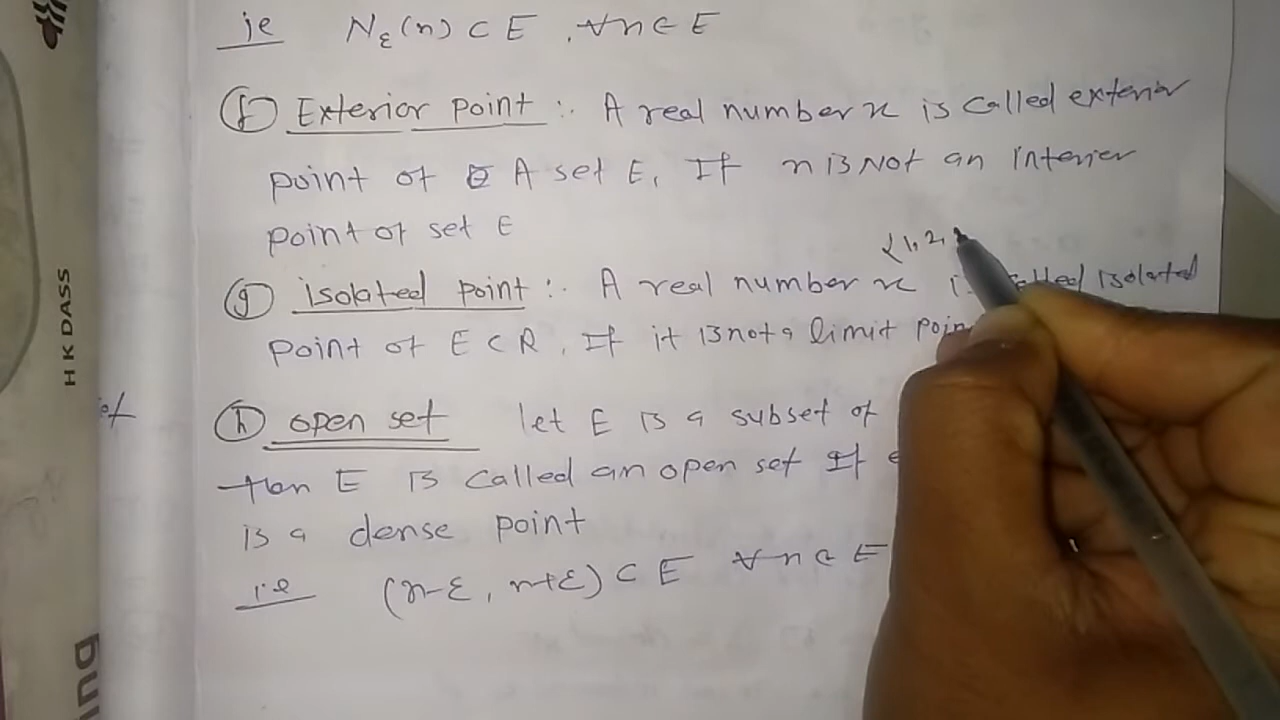 ie Nε(x) ⊂ E , ∀ x ∈ E
(f) Exterior point :. A real number x is called exterior
point of A set E, If x is Not an interior
point of set E
{1, 2,
(g) isolated point :. A real number x called isolated
point of E ⊂ R, If it is not a limit
(h) open set let E is a subset of
then E is called an open set If
is a dense point
i.e (x-ε, x+ε) ⊂ E ∀ x ∈ E
H K DASS
of